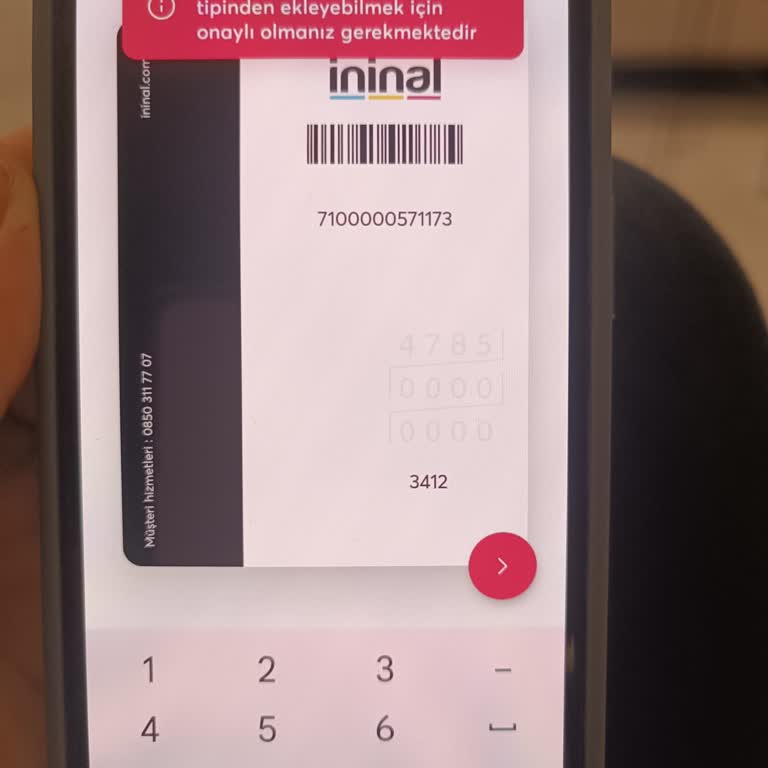 tipinden ekleyebilmek için
onaylı olmanız gerekmektedir
ininal.com
ininal
7100000571173
4785
0000
0000
3412
Müşteri hizmetleri : 0850 311 77 07
1 2 3 –
4 5 6